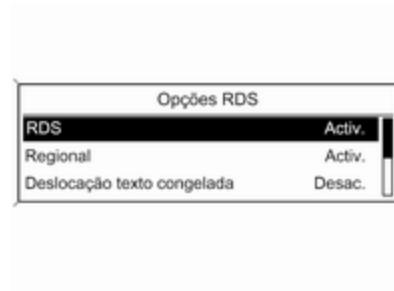 Opções RDS
RDS Activ.
Regional Activ.
Deslocação texto congelada Desac.